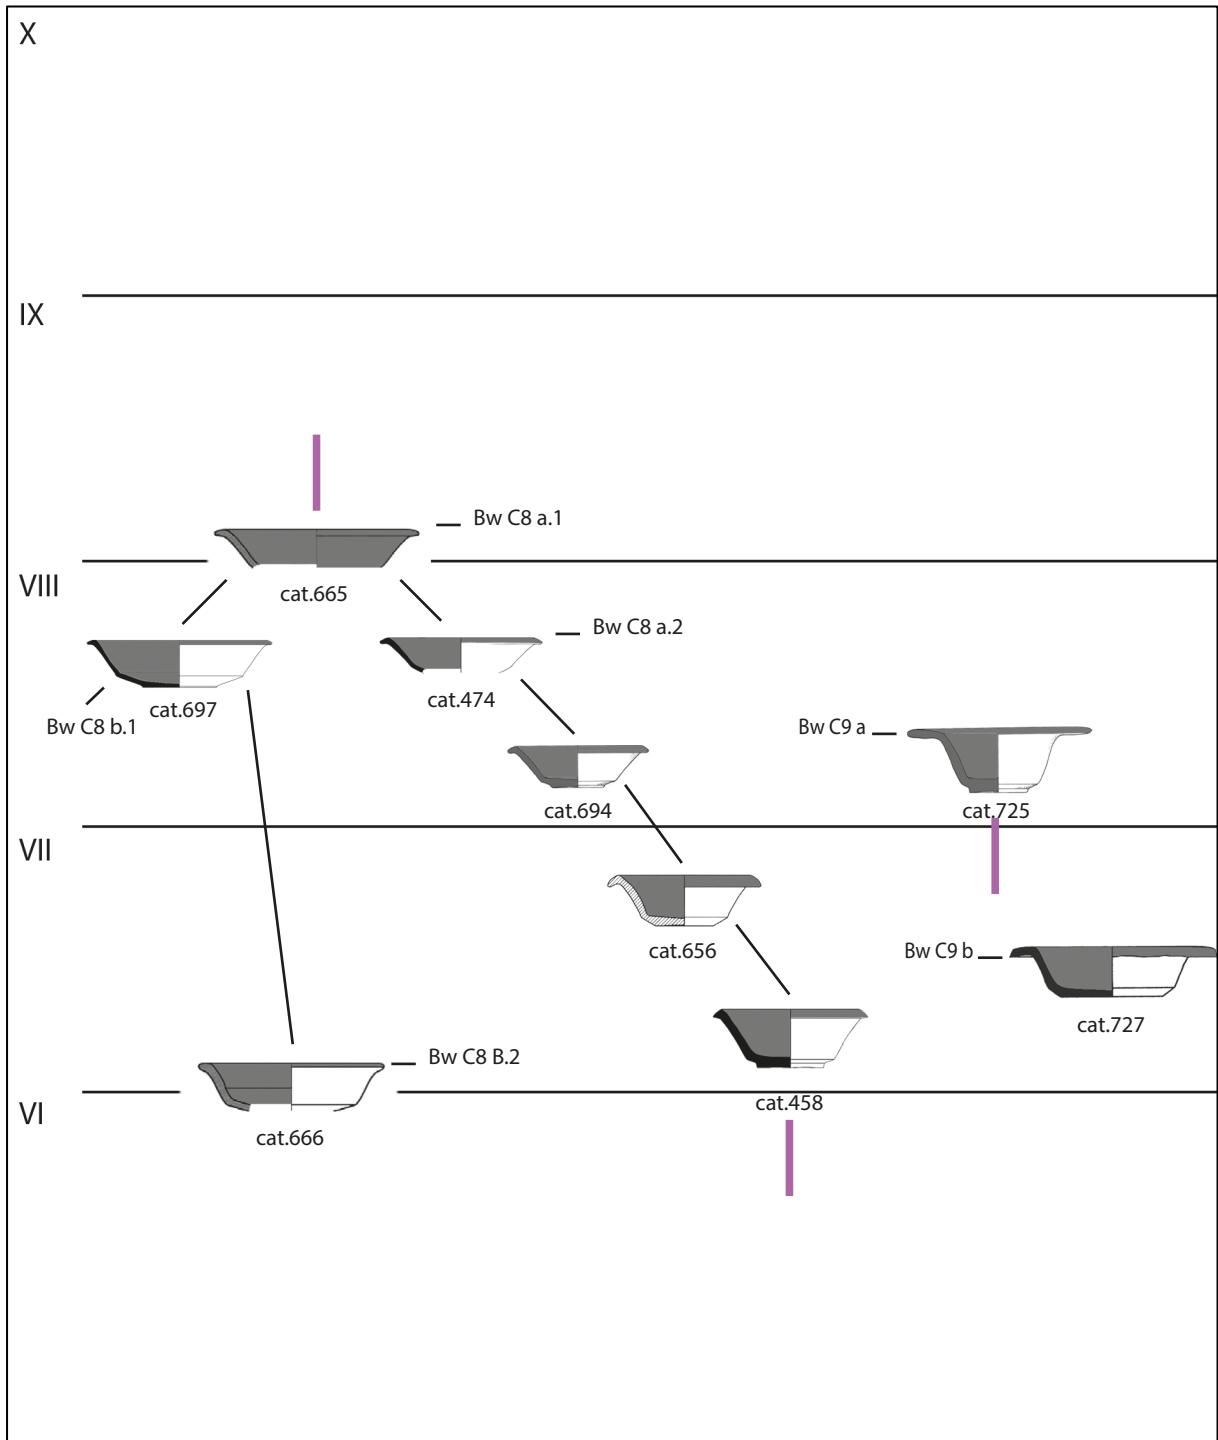 X
IX
Bw C8 a.1
VIII
cat.665
Bw C8 a.2
cat.697
cat.474
Bw C8 b.1
Bw C9 a
cat.694
cat.725
VII
cat.656
Bw C9 b
cat.727
Bw C8 B.2
VI
cat.458
cat.666